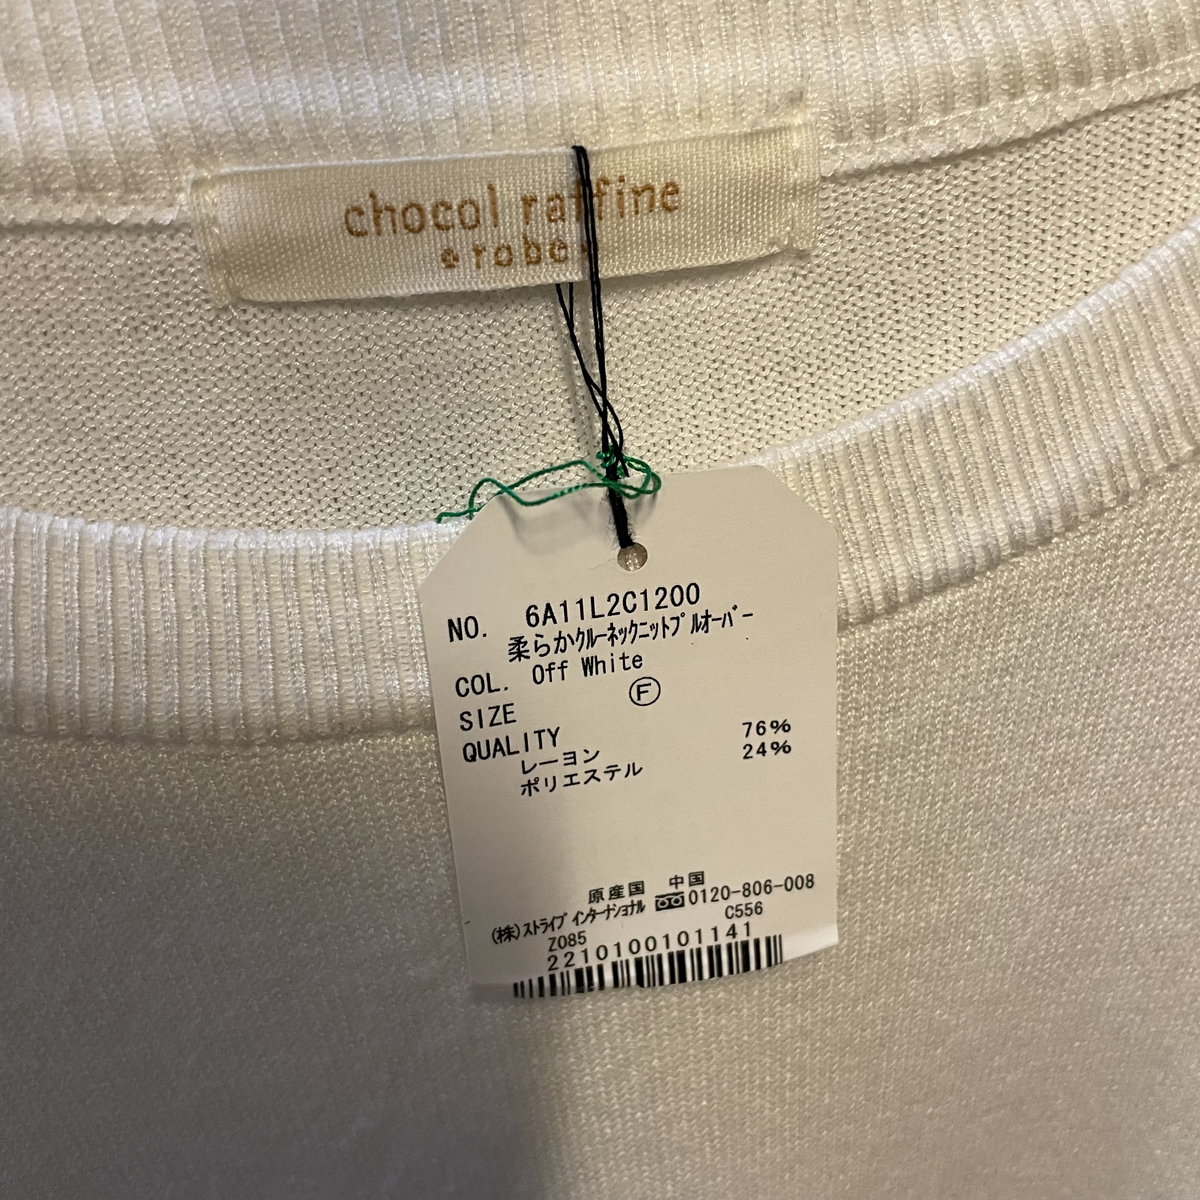 chocol raffine
robe
NO. 6A11L2C1200
柔らかｸﾙｰﾈｯｸﾆｯﾄﾌﾟﾙｵｰﾊﾞｰ
COL. Off White
SIZE Ⓕ
QUALITY
レーヨン 76%
ポリエステル 24%
原産国 中国
(株)ｽﾄﾗｲﾌﾟｲﾝﾀｰﾅｼｮﾅﾙ 0120-806-008
Z085 C556
2210100101141